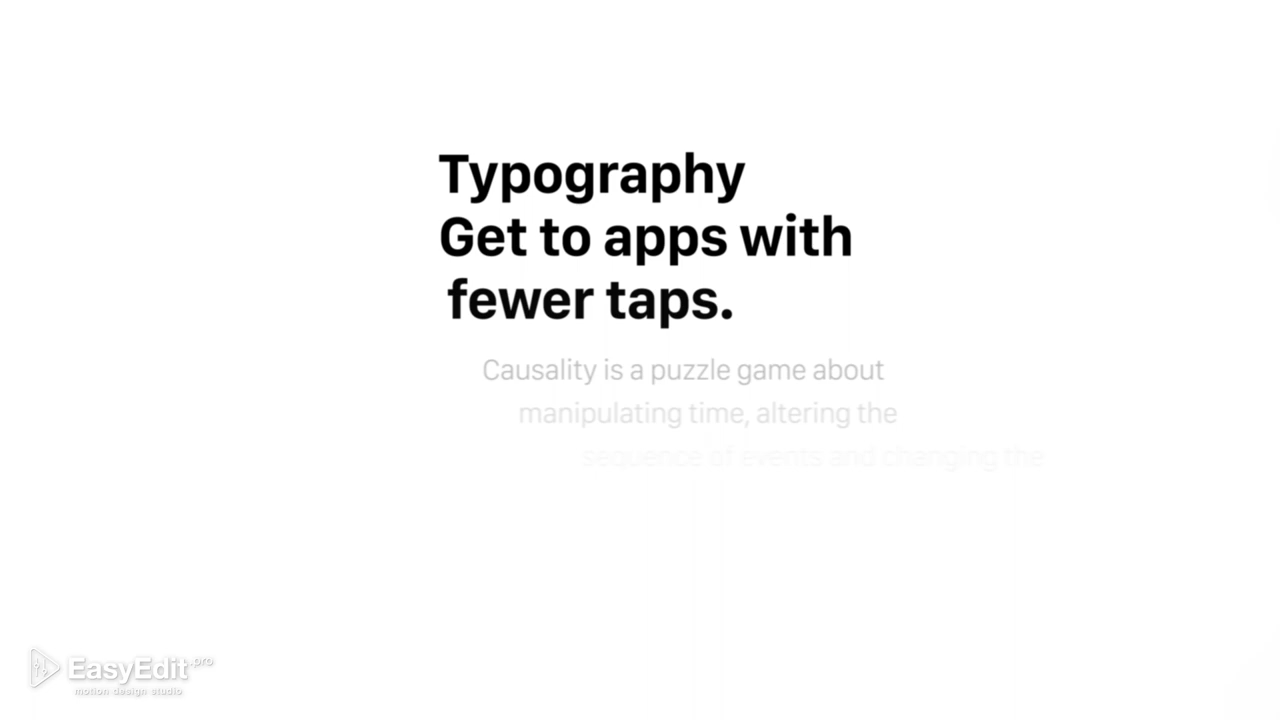 Typography
Get to apps with
fewer taps.
Causality is a puzzle game about
manipulating time, altering the
sequence of events and changing the
EasyEdit.pro
motion design studio